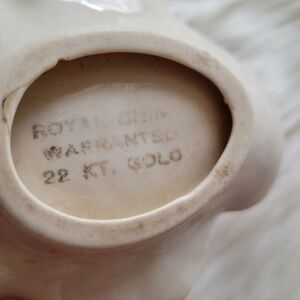 ROYAL CHINA
WARRANTED
22 KT. GOLD